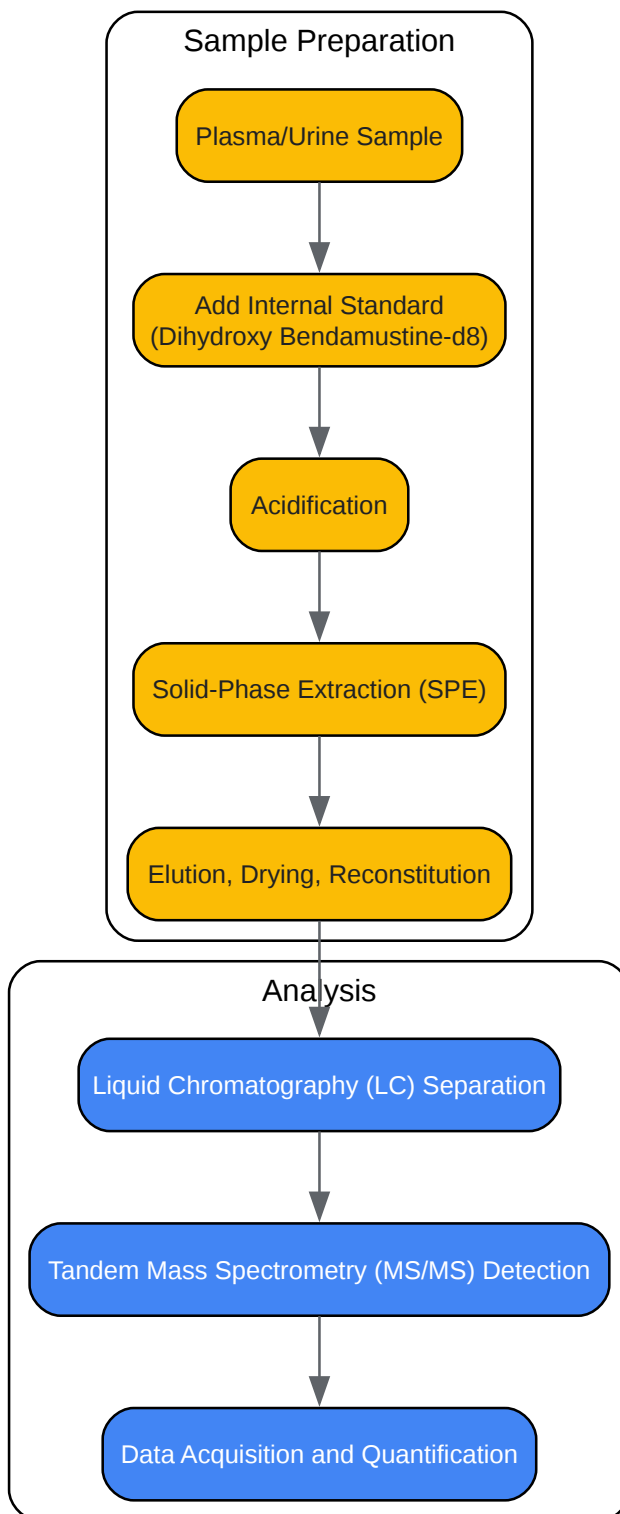 Sample Preparation
Plasma/Urine Sample
Add Internal Standard
(Dihydroxy Bendamustine-d8)
Acidification
Solid-Phase Extraction (SPE)
Elution, Drying, Reconstitution
Analysis
Liquid Chromatography (LC) Separation
Tandem Mass Spectrometry (MS/MS) Detection
Data Acquisition and Quantification